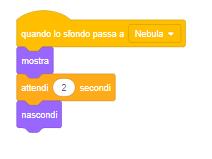 quando lo sfondo passa a Nebula
mostra
attendi 2 secondi
nascondi